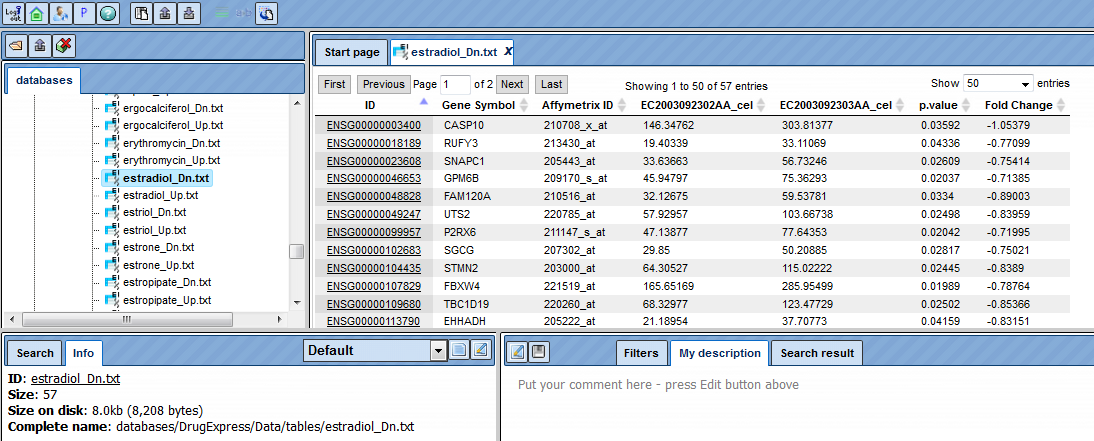 Log out
P
?
databases
ergocalciferol_Dn.txt
ergocalciferol_Up.txt
erythromycin_Dn.txt
erythromycin_Up.txt
estradiol_Dn.txt
estradiol_Up.txt
estriol_Dn.txt
estriol_Up.txt
estrone_Dn.txt
estrone_Up.txt
estropipate_Dn.txt
estropipate_Up.txt
Start page estradiol_Dn.txt X
First Previous Page 1 of 2 Next Last Showing 1 to 50 of 57 entries Show 50 entries
ID Gene Symbol Affymetrix ID EC2003092302AA_cel EC2003092303AA_cel p.value Fold Change
ENSG00000003400 CASP10 210708_x_at 146.34762 303.81377 0.03592 -1.05379
ENSG00000018189 RUFY3 213430_at 19.40339 33.11069 0.04336 -0.77099
ENSG00000023608 SNAPC1 205443_at 33.63663 56.73246 0.02609 -0.75414
ENSG00000046653 GPM6B 209170_s_at 45.94797 75.36293 0.02037 -0.71385
ENSG00000048828 FAM120A 210516_at 32.12675 59.53781 0.0334 -0.89003
ENSG00000049247 UTS2 220785_at 57.92957 103.66738 0.02498 -0.83959
ENSG00000099957 P2RX6 211147_s_at 47.13877 77.64353 0.02042 -0.71995
ENSG00000102683 SGCG 207302_at 29.85 50.20885 0.02817 -0.75021
ENSG00000104435 STMN2 203000_at 64.30527 115.02222 0.02445 -0.8389
ENSG00000107829 FBXW4 221519_at 165.65169 285.95499 0.01989 -0.78764
ENSG00000109680 TBC1D19 220260_at 68.32977 123.47729 0.02502 -0.85366
ENSG00000113790 EHHADH 205222_at 21.18954 37.70773 0.04159 -0.83151
Search Info Default
ID: estradiol_Dn.txt
Size: 57
Size on disk: 8.0kb (8,208 bytes)
Complete name: databases/DrugExpress/Data/tables/estradiol_Dn.txt
Filters My description Search result
Put your comment here - press Edit button above